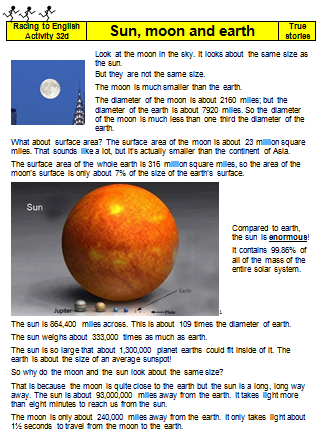 Racing to English
Activity 32d
Sun, moon and earth
True
stories
Look at the moon in the sky. It looks about the same size as
the sun.
But they are not the same size.
The moon is much smaller than the earth.
The diameter of the moon is about 2160 miles; but the
diameter of the earth is about 7920 miles. So the diameter
of the moon is much less than one third the diameter of the
earth.
What about surface area? The surface area of the moon is about 23 million square
miles. That sounds like a lot, but it's actually smaller than the continent of Asia.
The surface area of the whole earth is 316 million square miles, so the area of the
moon's surface is only about 7% of the size of the earth's surface.
Sun
Earth
Jupiter
Pluto
1
Compared to earth,
the sun is enormous!
It contains 99.86% of
all of the mass of the
entire solar system.
The sun is 864,400 miles across. This is about 109 times the diameter of earth.
The sun weighs about 333,000 times as much as earth.
The sun is so large that about 1,300,000 planet earths could fit inside of it. The
earth is about the size of an average sunspot!
So why do the moon and the sun look about the same size?
That is because the moon is quite close to the earth but the sun is a long, long way
away. The sun is about 93,000,000 miles away from the earth. It takes light more
than eight minutes to reach us from the sun.
The moon is only about 240,000 miles away from the earth. It only takes light about
1½ seconds to travel from the moon to the earth.